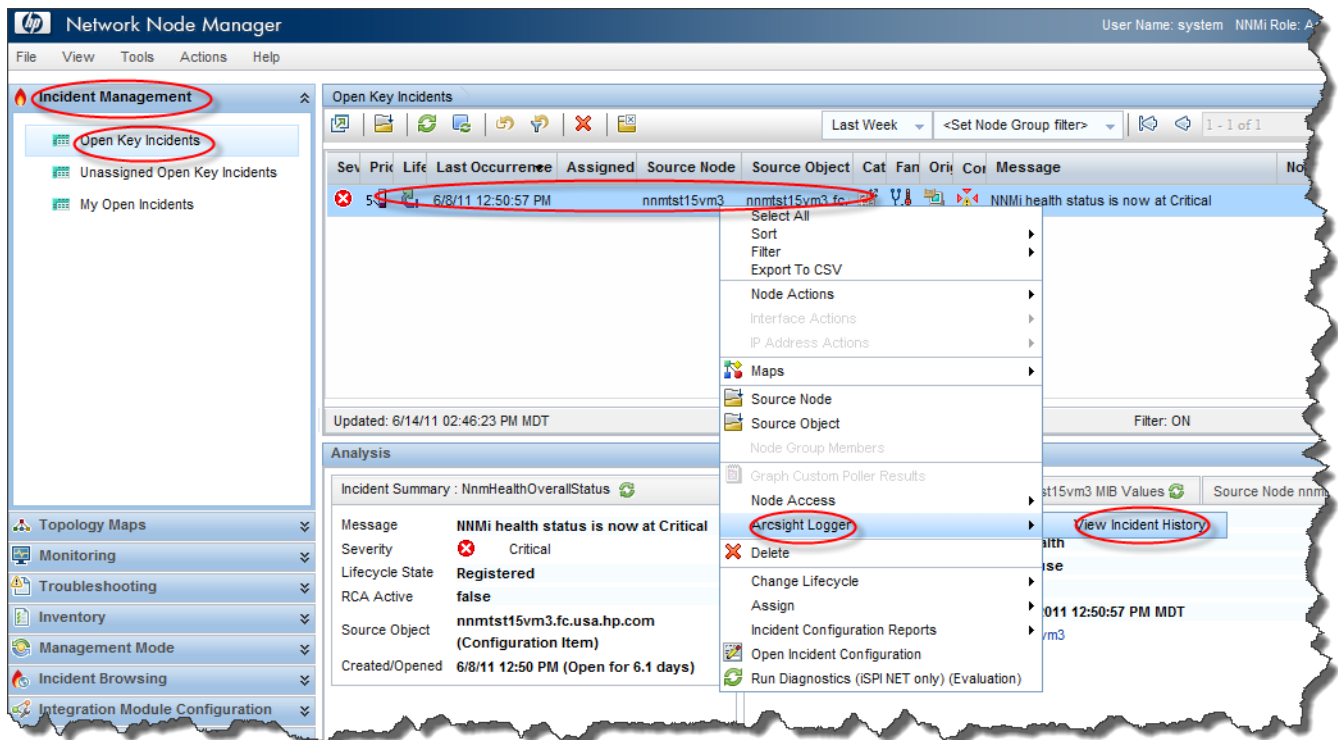 hp Network Node Manager
User Name: system NNMi Role: A
File View Tools Actions Help
Incident Management
Open Key Incidents
Unassigned Open Key Incidents
My Open Incidents
Topology Maps
Monitoring
Troubleshooting
Inventory
Management Mode
Incident Browsing
Integration Module Configuration
Open Key Incidents
Last Week <Set Node Group filter> 1 - 1 of 1
Sev Pric Life Last Occurrence Assigned Source Node Source Object Cat Fan Orig Cor Message No
5 6/8/11 12:50:57 PM nnmtst15vm3 nnmtst15vm3.fc. NNMi health status is now at Critical
Select All
Sort
Filter
Export To CSV
Node Actions
Interface Actions
IP Address Actions
Maps
Source Node
Source Object
Node Group Members
Graph Custom Poller Results
Node Access
Arcsight Logger
View Incident History
Delete
Change Lifecycle
Assign
Incident Configuration Reports
Open Incident Configuration
Run Diagnostics (iSPI NET only) (Evaluation)
Updated: 6/14/11 02:46:23 PM MDT
Filter: ON
Analysis
Incident Summary : NnmHealthOverallStatus
Message NNMi health status is now at Critical
Severity Critical
Lifecycle State Registered
RCA Active false
Source Object nnmtst15vm3.fc.usa.hp.com
(Configuration Item)
Created/Opened 6/8/11 12:50 PM (Open for 6.1 days)
st15vm3 MIB Values Source Node nnm
alth
use
2011 12:50:57 PM MDT
vm3